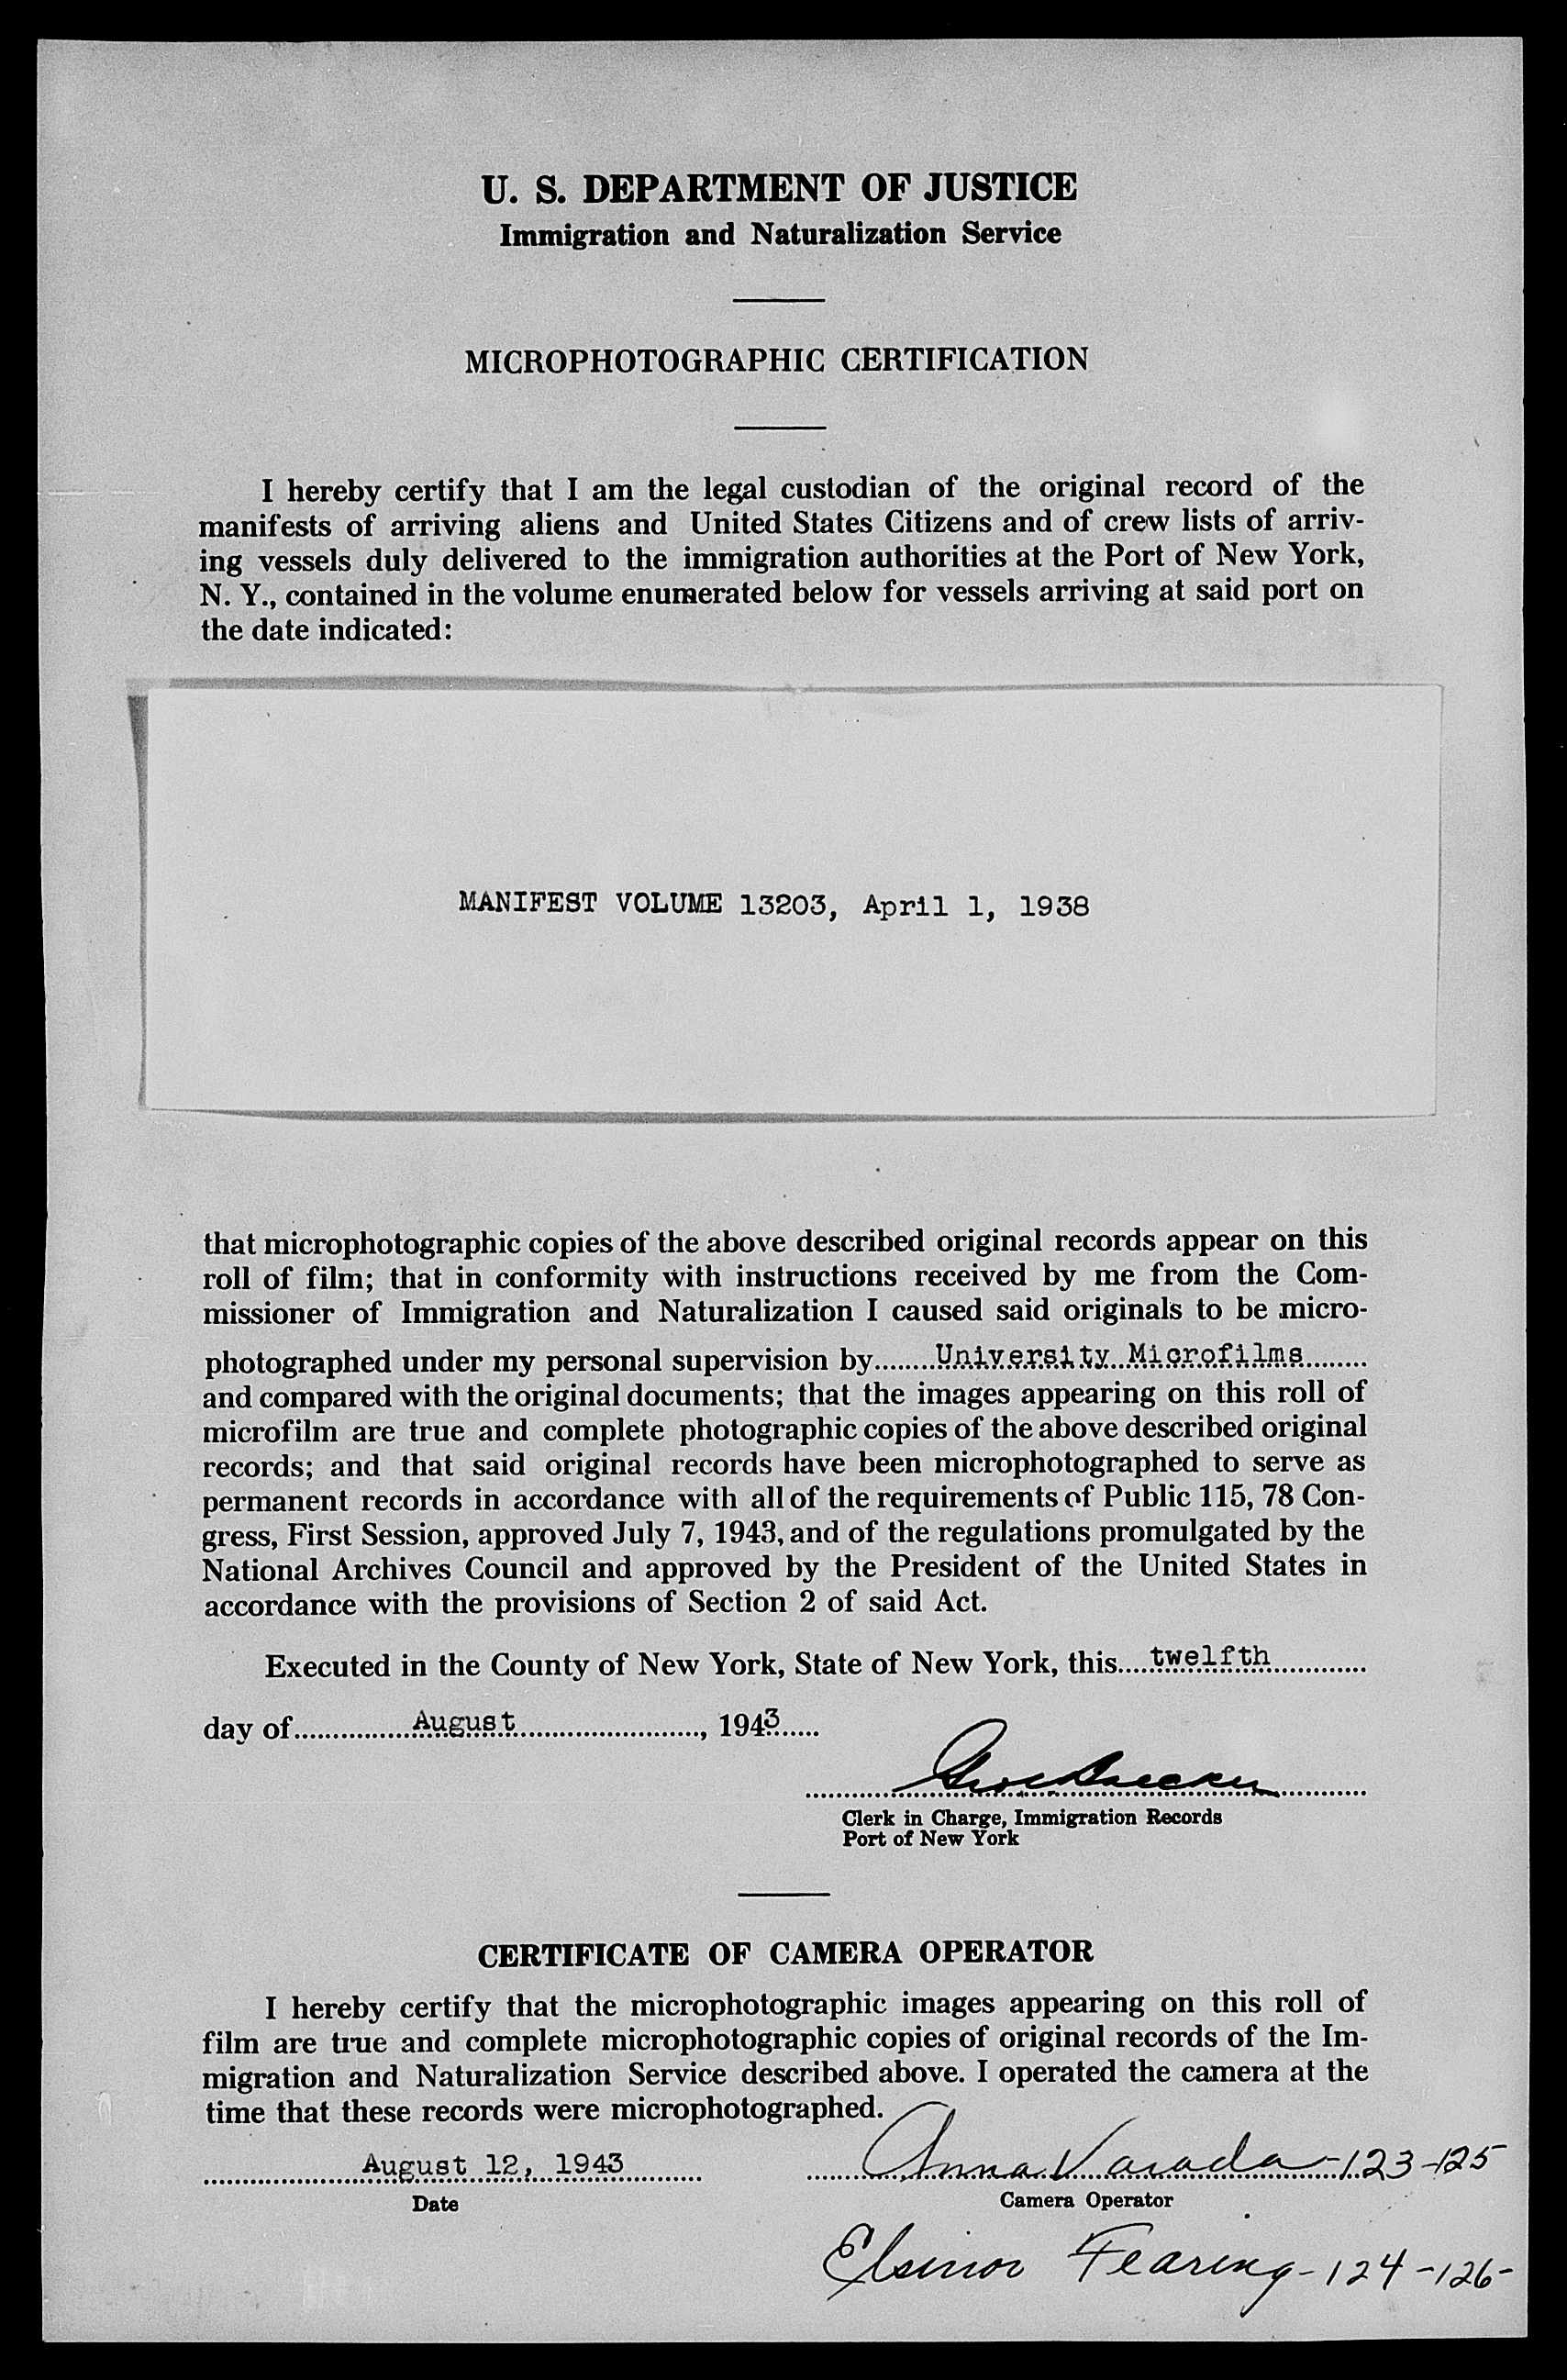 U. S. DEPARTMENT OF JUSTICE
Immigration and Naturalization Service
MICROPHOTOGRAPHIC CERTIFICATION
I hereby certify that I am the legal custodian of the original record of the
manifests of arriving aliens and United States Citizens and of crew lists of arriv-
ing vessels duly delivered to the immigration authorities at the Port of New York,
N. Y., contained in the volume enumerated below for vessels arriving at said port on
the date indicated:
MANIFEST VOLUME 13203, April 1, 1938
that microphotographic copies of the above described original records appear on this
roll of film; that in conformity with instructions received by me from the Com-
missioner of Immigration and Naturalization I caused said originals to be micro-
photographed under my personal supervision by........University Microfilms........
and compared with the original documents; that the images appearing on this roll of
microfilm are true and complete photographic copies of the above described original
records; and that said original records have been microphotographed to serve as
permanent records in accordance with all of the requirements of Public 115, 78 Con-
gress, First Session, approved July 7, 1943, and of the regulations promulgated by the
National Archives Council and approved by the President of the United States in
accordance with the provisions of Section 2 of said Act.
Executed in the County of New York, State of New York, this.....twelfth.............
day of...............August........................, 1943......
Clerk in Charge, Immigration Records
Port of New York
CERTIFICATE OF CAMERA OPERATOR
I hereby certify that the microphotographic images appearing on this roll of
film are true and complete microphotographic copies of original records of the Im-
migration and Naturalization Service described above. I operated the camera at the
time that these records were microphotographed.
August 12, 1943 Anna Varada-123-125
Date Camera Operator
Elsinor Fearing-124-126-